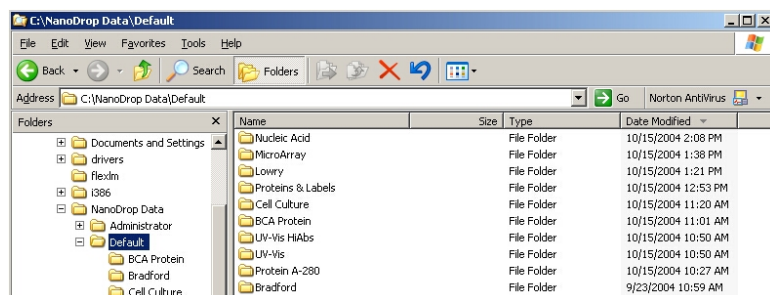 C:\NanoDrop Data\Default
File Edit View Favorites Tools Help
Back Search Folders
Address C:\NanoDrop Data\Default Go Norton AntiVirus
Folders
Documents and Settings
drivers
flexlm
i386
NanoDrop Data
Administrator
Default
BCA Protein
Bradford
Cell Culture
Name Size Type Date Modified
Nucleic Acid File Folder 10/15/2004 2:08 PM
MicroArray File Folder 10/15/2004 1:38 PM
Lowry File Folder 10/15/2004 1:21 PM
Proteins & Labels File Folder 10/15/2004 12:53 PM
Cell Culture File Folder 10/15/2004 11:20 AM
BCA Protein File Folder 10/15/2004 11:01 AM
UV-Vis HiAbs File Folder 10/15/2004 10:50 AM
UV-Vis File Folder 10/15/2004 10:50 AM
Protein A-280 File Folder 10/15/2004 10:27 AM
Bradford File Folder 9/23/2004 10:59 AM